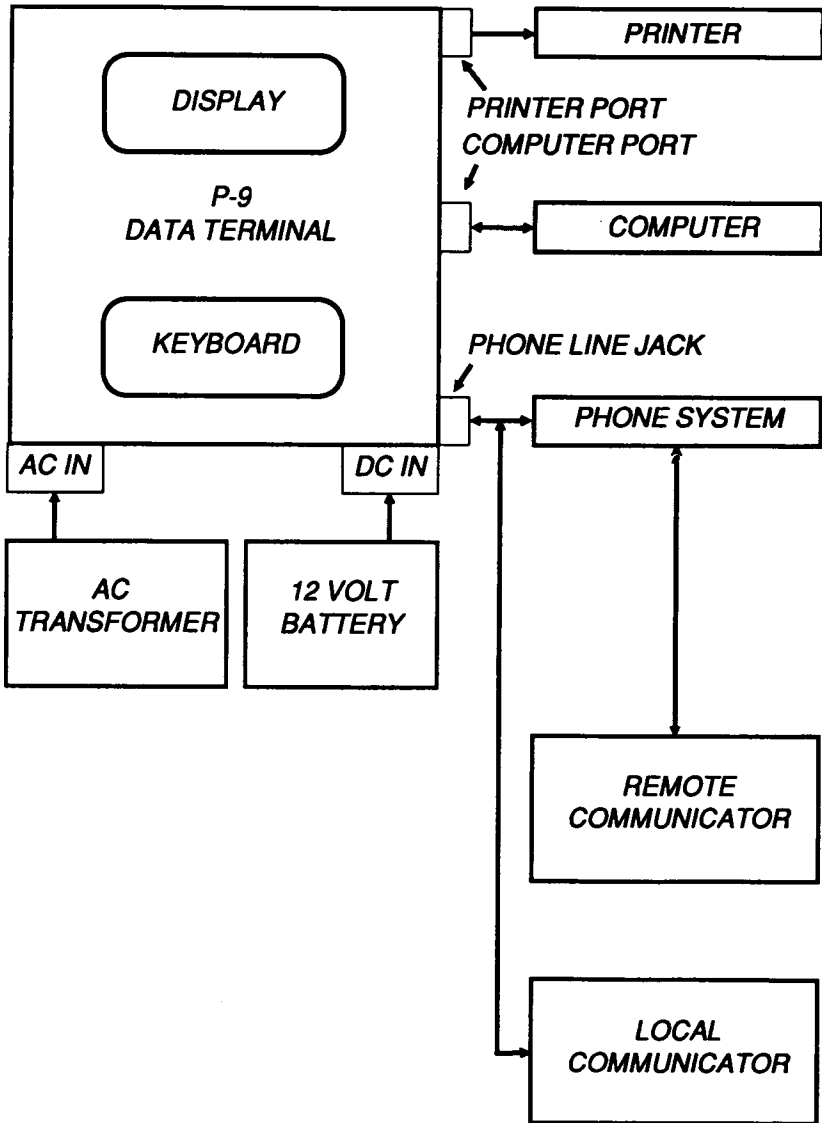 PRINTER
DISPLAY
PRINTER PORT
COMPUTER PORT
P-9
DATA TERMINAL
COMPUTER
KEYBOARD
PHONE LINE JACK
PHONE SYSTEM
AC IN
DC IN
AC
TRANSFORMER
12 VOLT
BATTERY
REMOTE
COMMUNICATOR
LOCAL
COMMUNICATOR